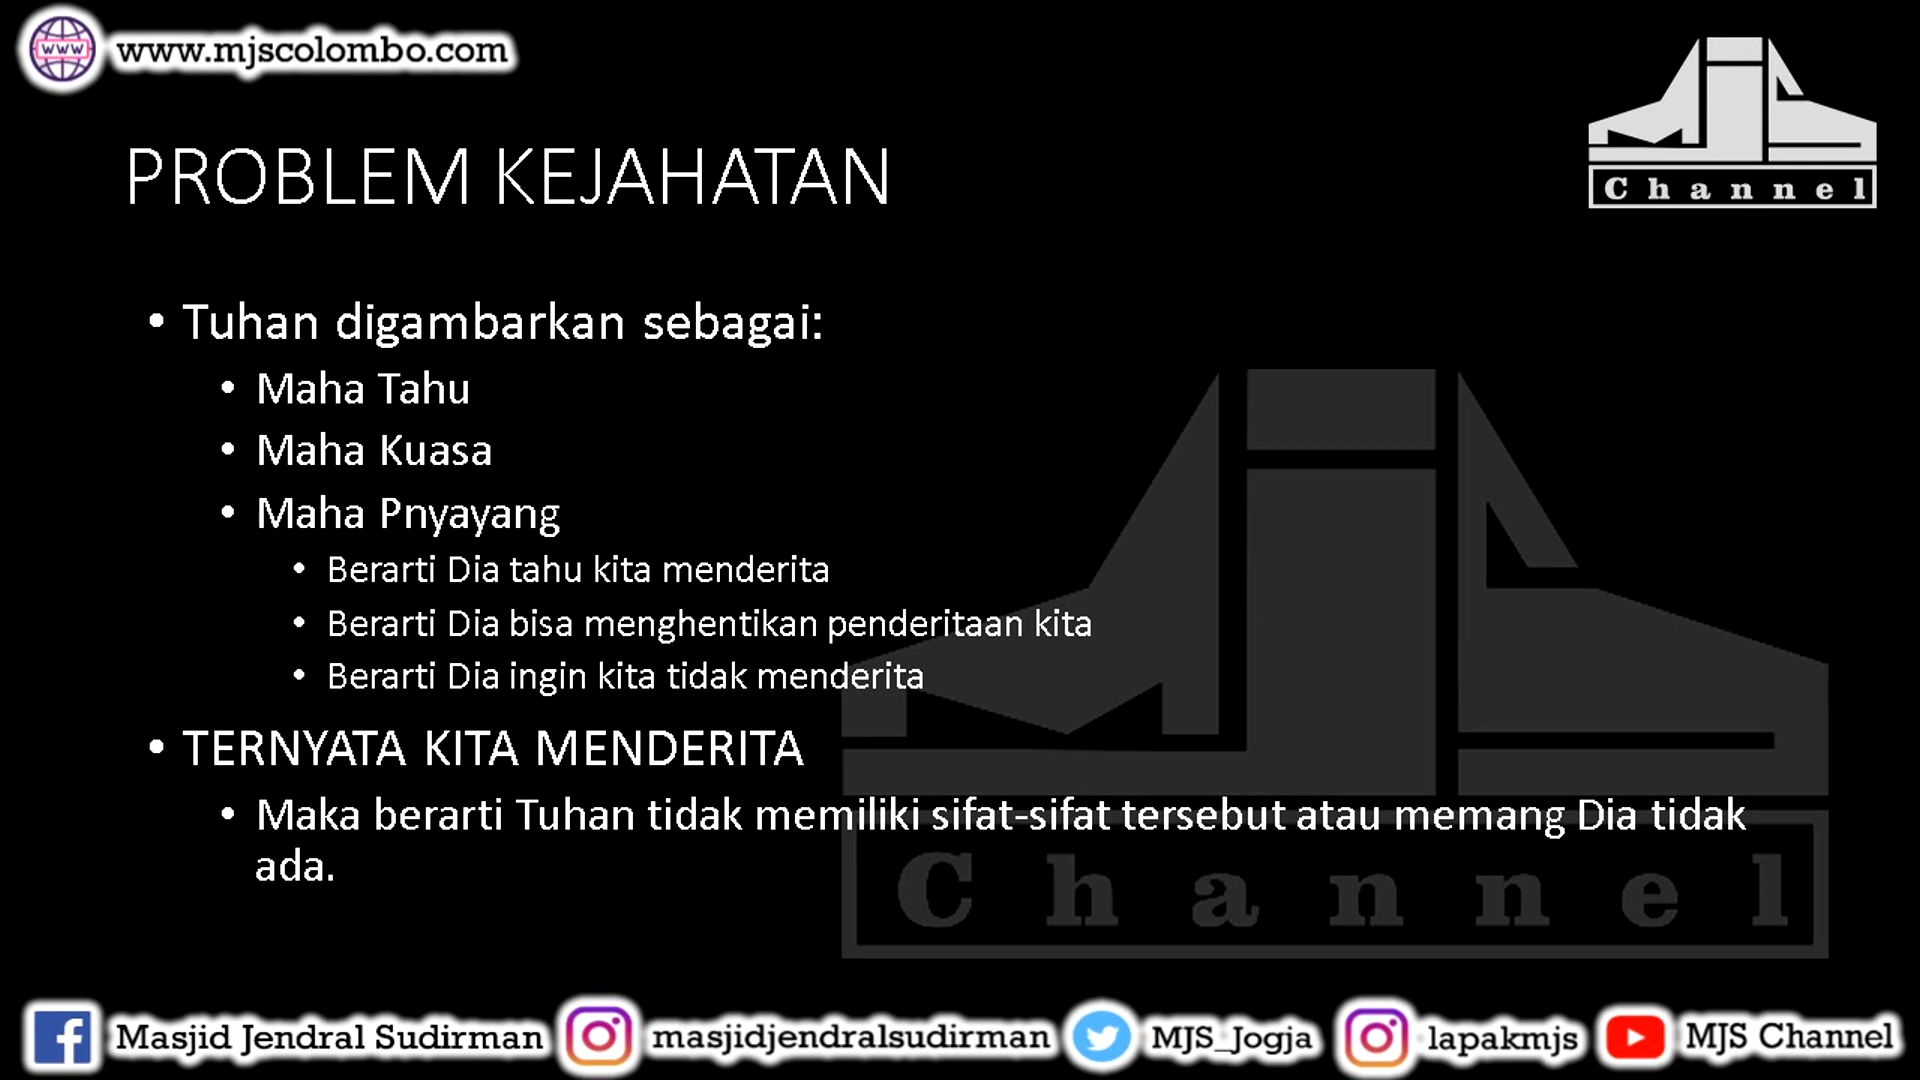 www.mjscolombo.com
MJS
Channel
PROBLEM KEJAHATAN
• Tuhan digambarkan sebagai:
• Maha Tahu
• Maha Kuasa
• Maha Pnyayang
• Berarti Dia tahu kita menderita
• Berarti Dia bisa menghentikan penderitaan kita
• Berarti Dia ingin kita tidak menderita
• TERNYATA KITA MENDERITA
• Maka berarti Tuhan tidak memiliki sifat-sifat tersebut atau memang Dia tidak
ada.
MJS
Channel
Masjid Jendral Sudirman masjidjendralsudirman MJS_Jogja lapakmjs MJS Channel